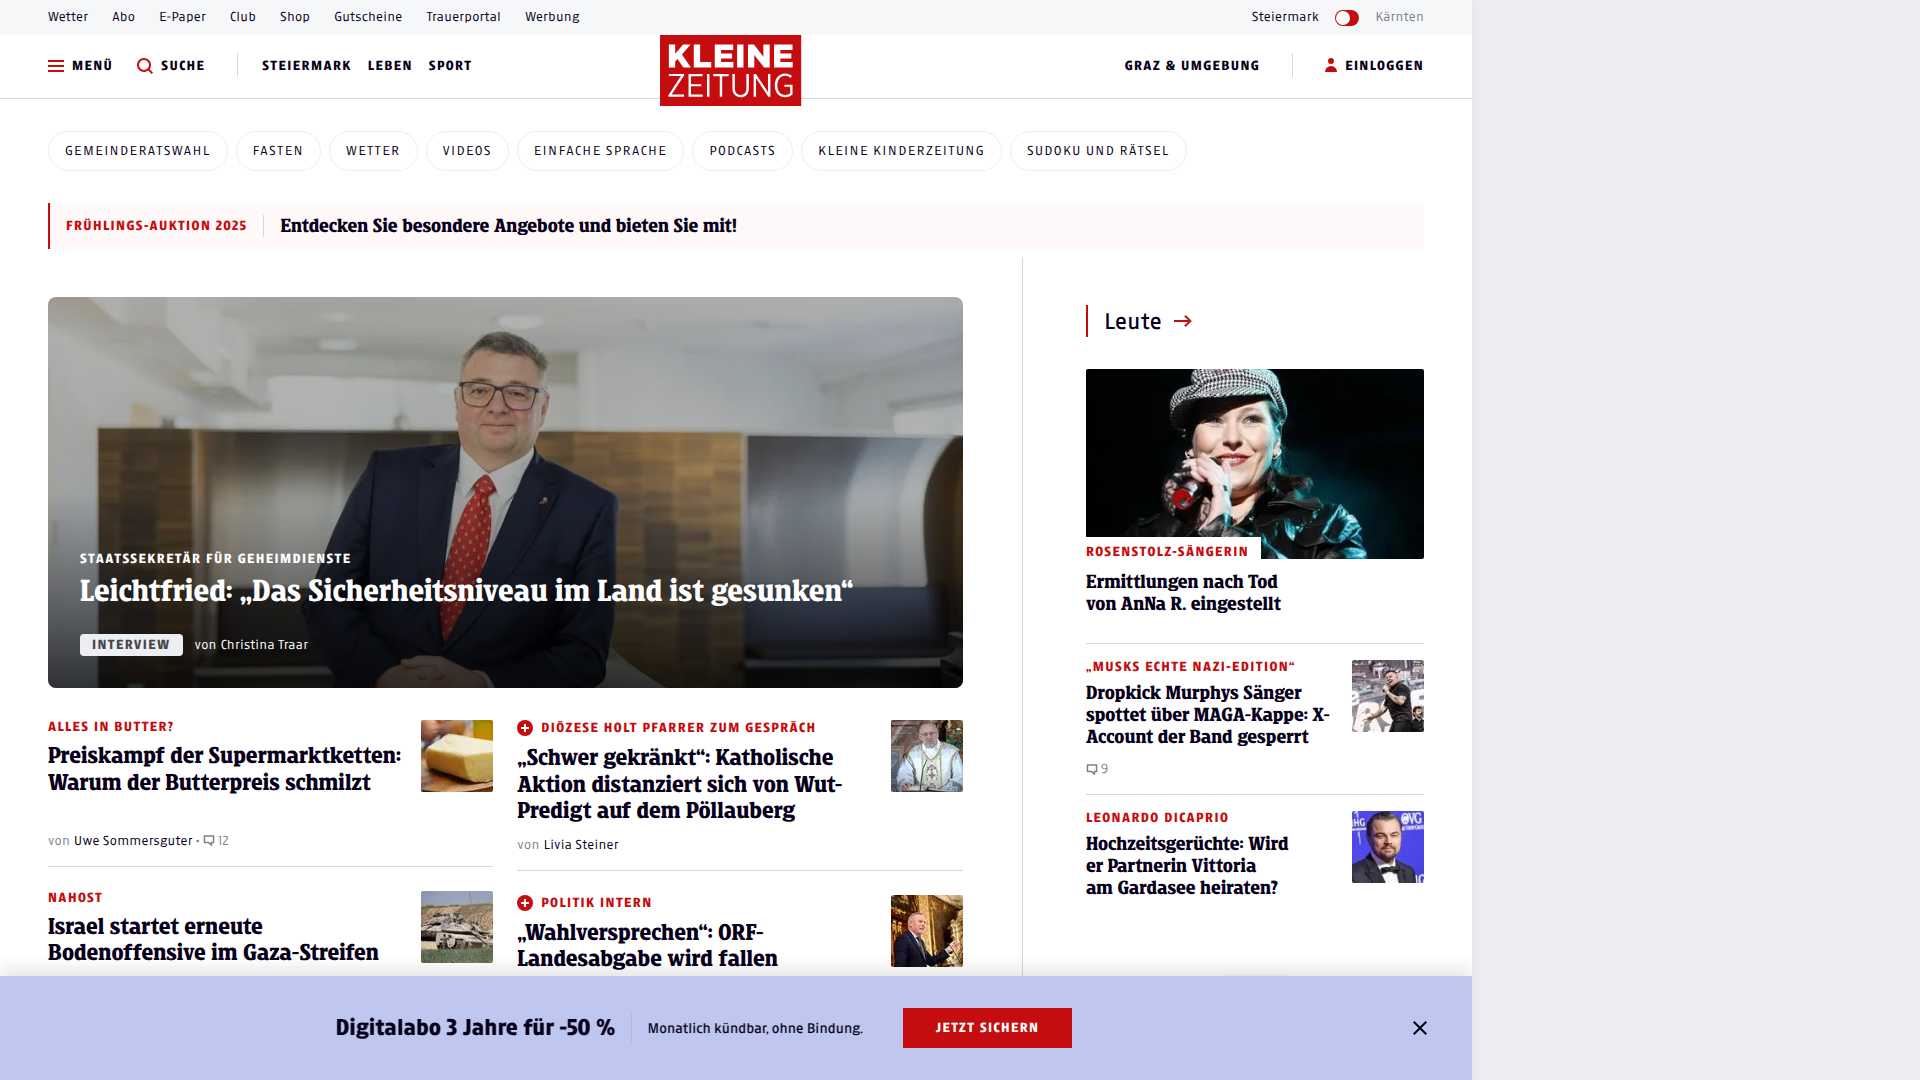 Wetter Abo E-Paper Club Shop Gutscheine Trauerportal Werbung Steiermark Kärnten
MENÜ SUCHE STEIERMARK LEBEN SPORT KLEINE ZEITUNG GRAZ & UMGEBUNG EINLOGGEN
GEMEINDERATSWAHL FASTEN WETTER VIDEOS EINFACHE SPRACHE PODCASTS KLEINE KINDERZEITUNG SUDOKU UND RÄTSEL
FRÜHLINGS-AUKTION 2025 Entdecken Sie besondere Angebote und bieten Sie mit!
STAATSSEKRETÄR FÜR GEHEIMDIENSTE
Leichtfried: „Das Sicherheitsniveau im Land ist gesunken“
INTERVIEW von Christina Traar
ALLES IN BUTTER?
Preiskampf der Supermarktketten:
Warum der Butterpreis schmilzt
von Uwe Sommersguter · 12
NAHOST
Israel startet erneute
Bodenoffensive im Gaza-Streifen
DIÖZESE HOLT PFARRER ZUM GESPRÄCH
„Schwer gekränkt“: Katholische
Aktion distanziert sich von Wut-
Predigt auf dem Pöllauberg
von Livia Steiner
POLITIK INTERN
„Wahlversprechen“: ORF-
Landesabgabe wird fallen
Leute
ROSENSTOLZ-SÄNGERIN
Ermittlungen nach Tod
von AnNa R. eingestellt
„MUSKS ECHTE NAZI-EDITION“
Dropkick Murphys Sänger
spottet über MAGA-Kappe: X-
Account der Band gesperrt
9
LEONARDO DICAPRIO
Hochzeitsgerüchte: Wird
er Partnerin Vittoria
am Gardasee heiraten?
Digitalabo 3 Jahre für -50 % Monatlich kündbar, ohne Bindung. JETZT SICHERN